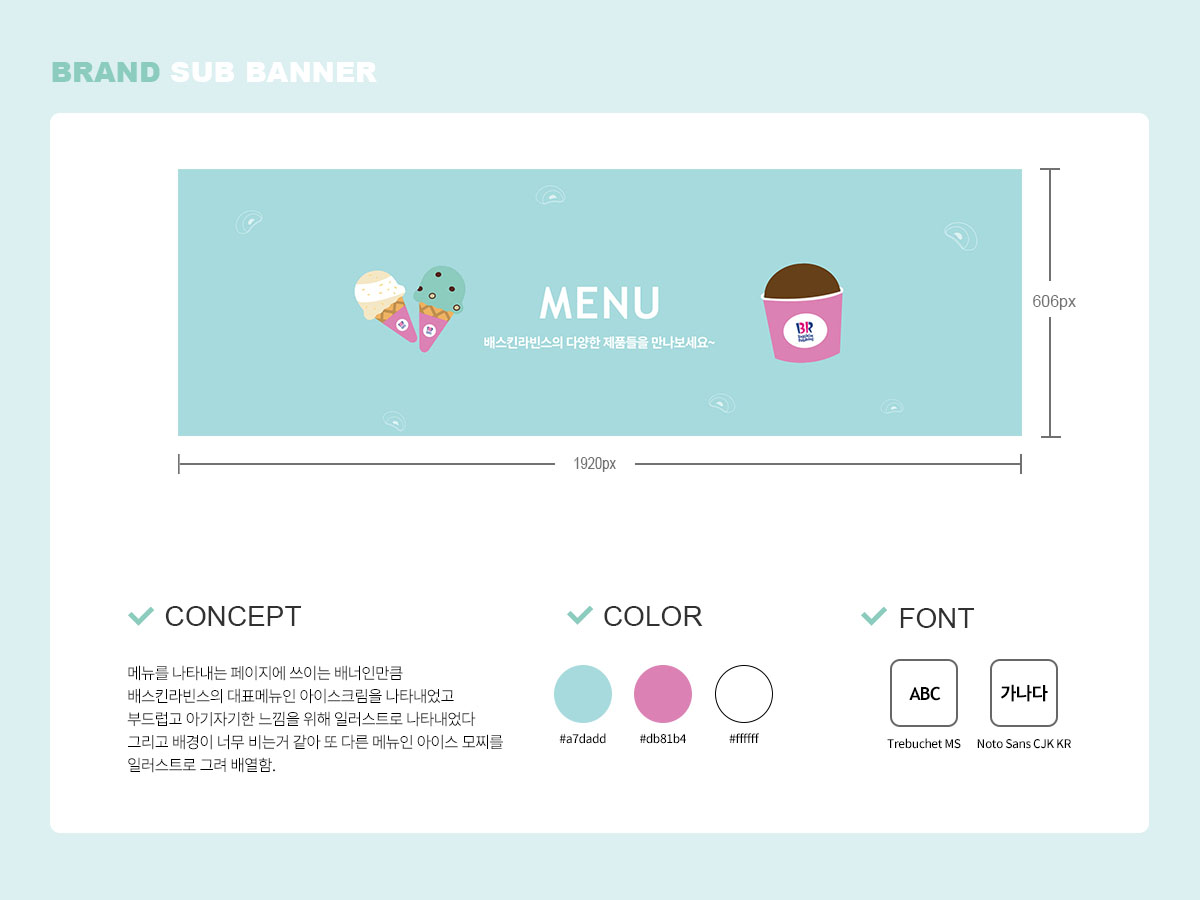 BRAND SUB BANNER
MENU
배스킨라빈스의 다양한 제품들을 만나보세요~
BR
BR
BR
606px
1920px
CONCEPT
메뉴를 나타내는 페이지에 쓰이는 배너인만큼
배스킨라빈스의 대표메뉴인 아이스크림을 나타내었고
부드럽고 아기자기한 느낌을 위해 일러스트로 나타내었다
그리고 배경이 너무 비는거 같아 또 다른 메뉴인 아이스 모찌를
일러스트로 그려 배열함.
COLOR
#a7dadd
#db81b4
#ffffff
FONT
ABC
가나다
Trebuchet MS
Noto Sans CJK KR